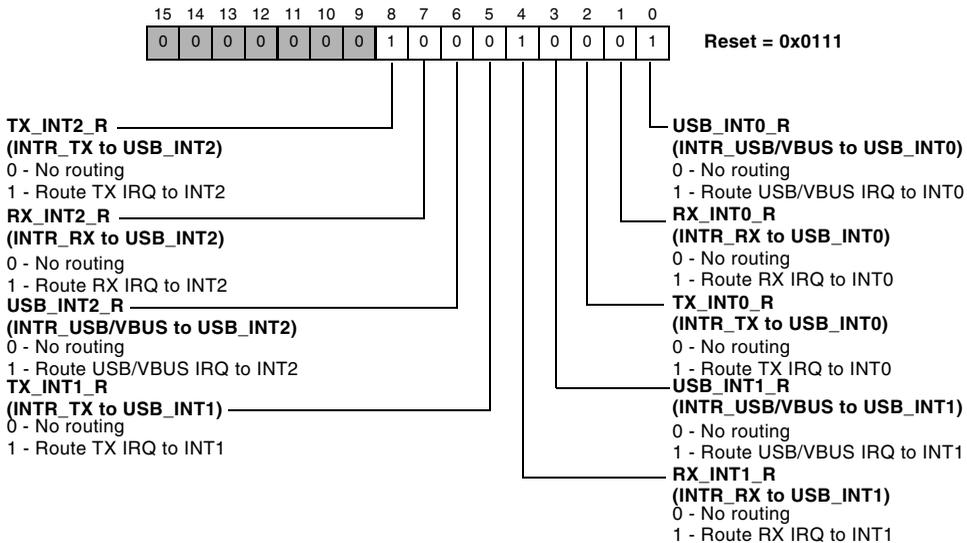 15 14 13 12 11 10 9 8 7 6 5 4 3 2 1 0
0 0 0 0 0 0 0 1 0 0 0 1 0 0 0 1
Reset = 0x0111
TX_INT2_R
(INTR_TX to USB_INT2)
0 - No routing
1 - Route TX IRQ to INT2
RX_INT2_R
(INTR_RX to USB_INT2)
0 - No routing
1 - Route RX IRQ to INT2
USB_INT2_R
(INTR_USB/VBUS to USB_INT2)
0 - No routing
1 - Route USB/VBUS IRQ to INT2
TX_INT1_R
(INTR_TX to USB_INT1)
0 - No routing
1 - Route TX IRQ to INT1
USB_INT0_R
(INTR_USB/VBUS to USB_INT0)
0 - No routing
1 - Route USB/VBUS IRQ to INT0
RX_INT0_R
(INTR_RX to USB_INT0)
0 - No routing
1 - Route RX IRQ to INT0
TX_INT0_R
(INTR_TX to USB_INT0)
0 - No routing
1 - Route TX IRQ to INT0
USB_INT1_R
(INTR_USB/VBUS to USB_INT1)
0 - No routing
1 - Route USB/VBUS IRQ to INT1
RX_INT1_R
(INTR_RX to USB_INT1)
0 - No routing
1 - Route RX IRQ to INT1